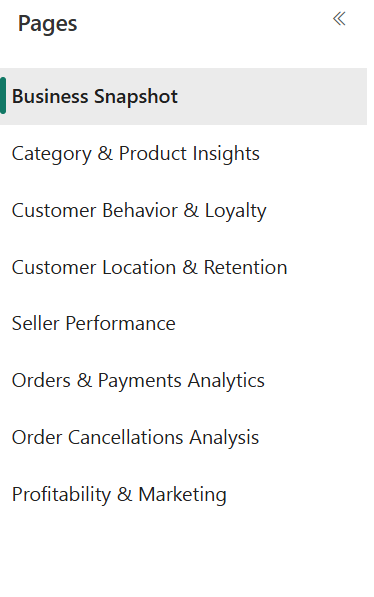 Pages
Business Snapshot
Category & Product Insights
Customer Behavior & Loyalty
Customer Location & Retention
Seller Performance
Orders & Payments Analytics
Order Cancellations Analysis
Profitability & Marketing